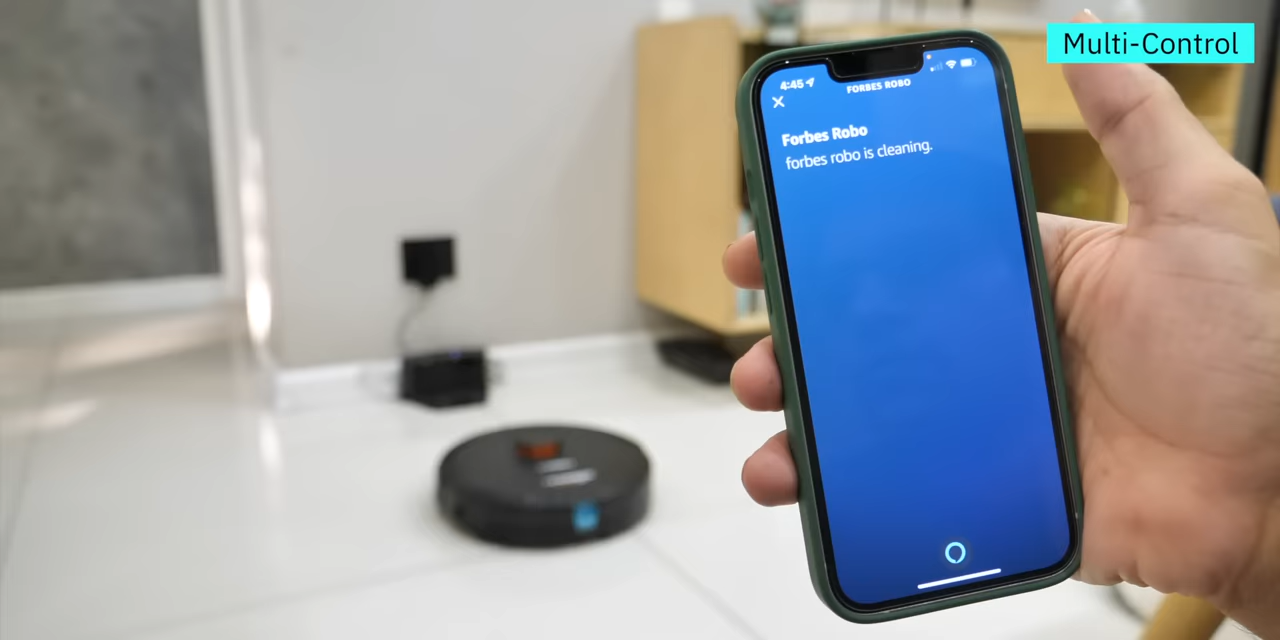 Multi-Control
4:45
FORBES ROBO
Forbes Robo
forbes robo is cleaning.